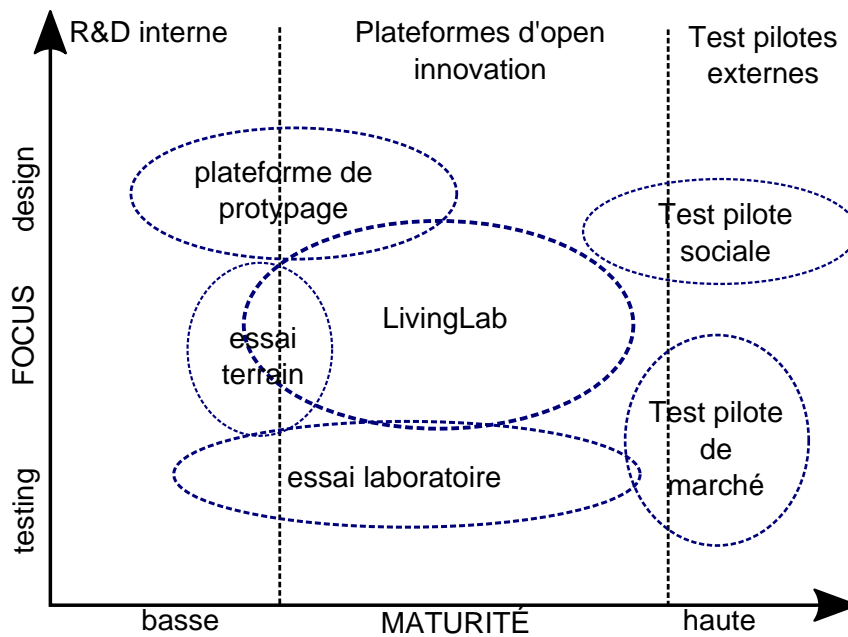 R&D interne
Plateformes d'open
innovation
Test pilotes
externes
design
FOCUS
testing
plateforme de
protypage
Test pilote
sociale
LivingLab
essai
terrain
Test pilote
de
marché
essai laboratoire
basse
MATURITÉ
haute